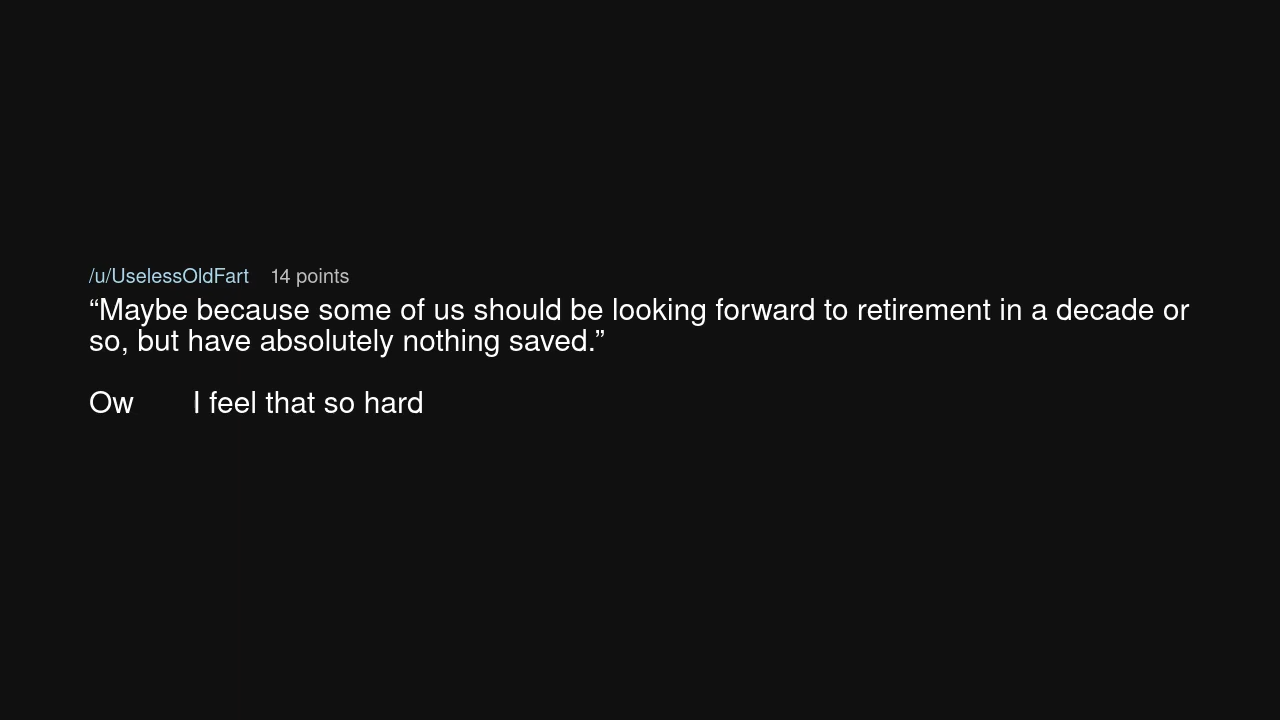 /u/UselessOldFart 14 points
“Maybe because some of us should be looking forward to retirement in a decade or
so, but have absolutely nothing saved.”
Ow I feel that so hard